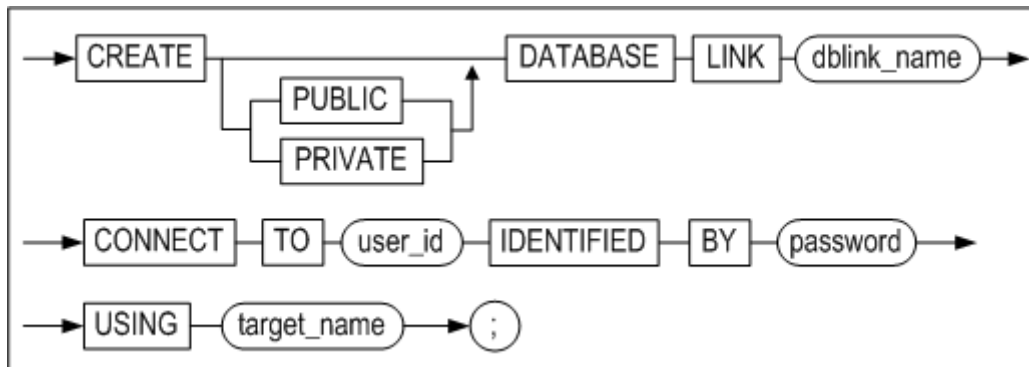 CREATE DATABASE LINK dblink_name
PUBLIC
PRIVATE
CONNECT TO user_id IDENTIFIED BY password
USING target_name ;